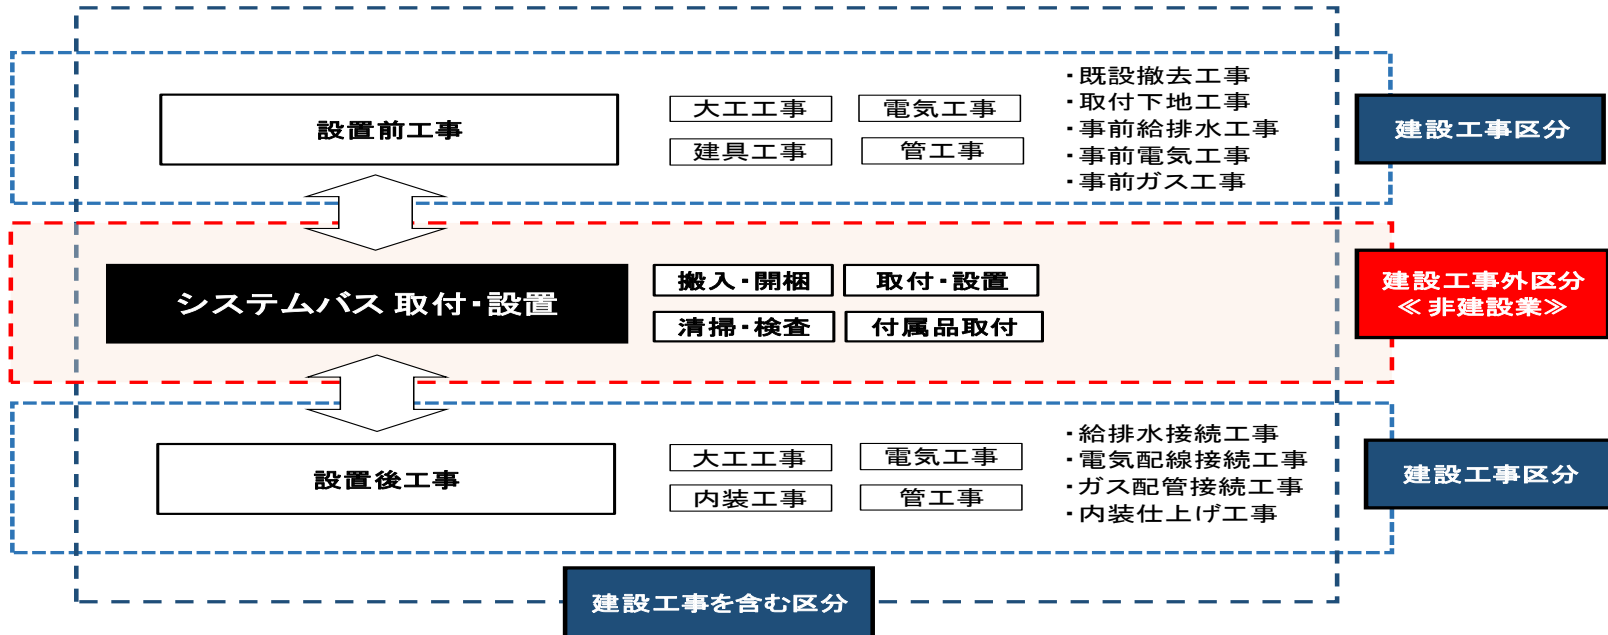 設置前工事
大工工事
電気工事
建具工事
管工事
・既設撤去工事
・取付下地工事
・事前給排水工事
・事前電気工事
・事前ガス工事
建設工事区分
システムバス 取付・設置
搬入・開梱
取付・設置
清掃・検査
付属品取付
建設工事外区分
≪ 非建設業≫
設置後工事
大工工事
電気工事
内装工事
管工事
・給排水接続工事
・電気配線接続工事
・ガス配管接続工事
・内装仕上げ工事
建設工事区分
建設工事を含む区分